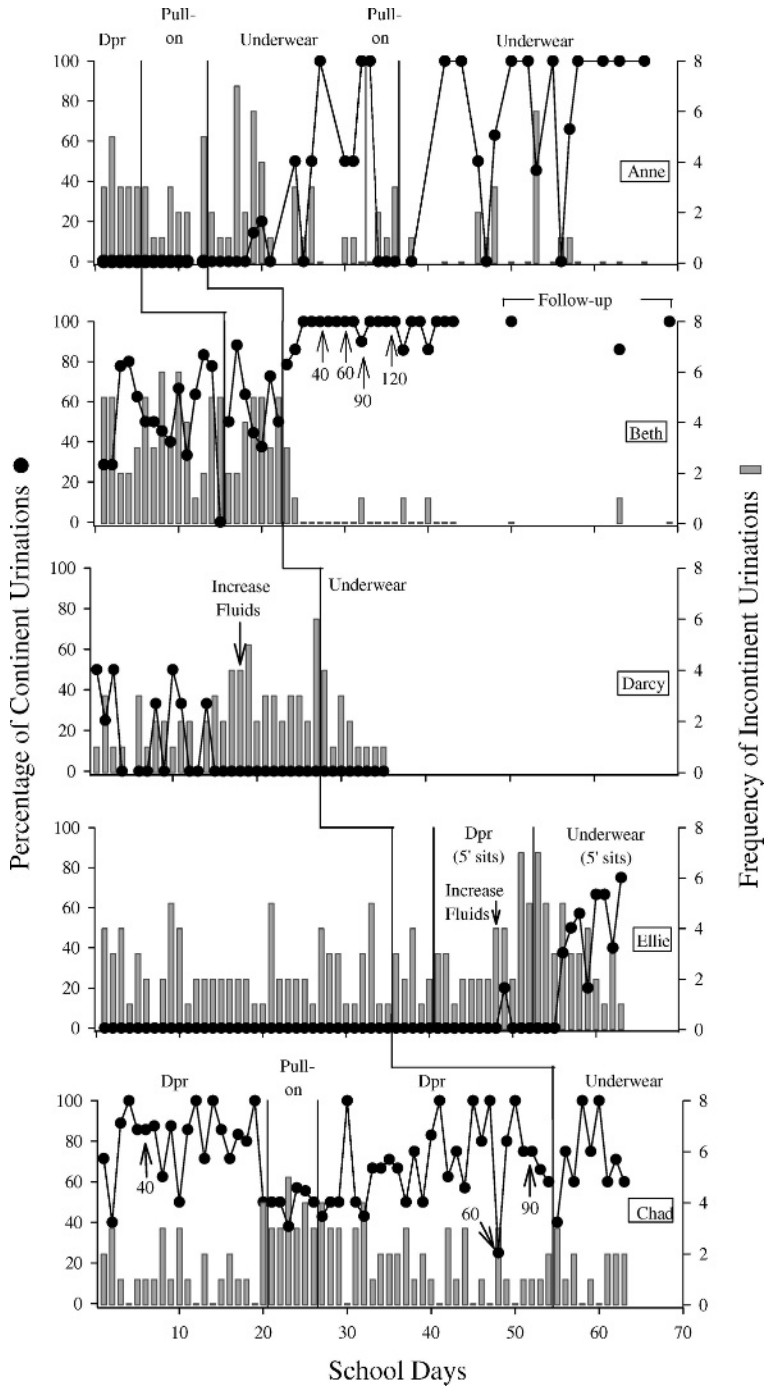 Dpr Pull-on Underwear Pull-on Underwear
100 8
80 6
60
Anne
40 4
20 2
0 0
Follow-up
100 8
80 6
40 60 90 120
60
Beth
40 4
20 2
0 0
Underwear
Increase Fluids
100 8
80 6
60
Darcy
40 4
20 2
0 0
Dpr (5' sits)
Underwear (5' sits)
Increase Fluids
100 8
80 6
60
Ellie
40 4
20 2
0 0
Dpr Pull-on Dpr Underwear
100 8
80 6
40
60
60 90
Chad
40 4
20 2
0 0
10 20 30 40 50 60 70
School Days
Percentage of Continent Urinations
Frequency of Incontinent Urinations